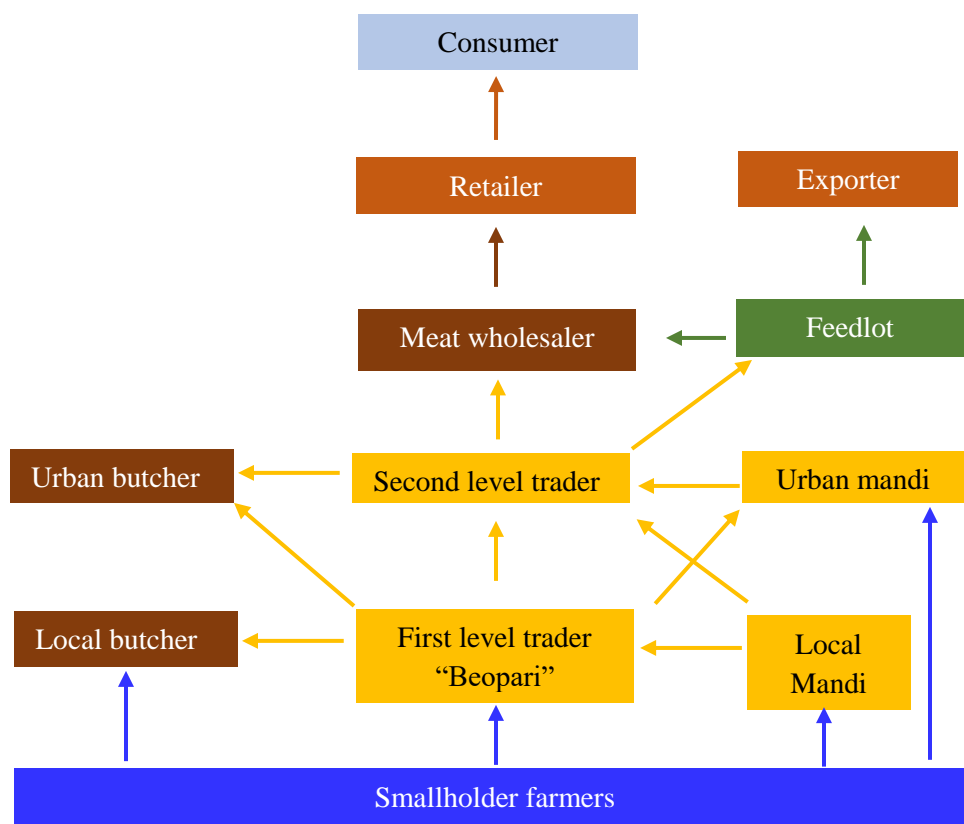 Consumer
Retailer
Exporter
Meat wholesaler
Feedlot
Urban butcher
Second level trader
Urban mandi
Local butcher
First level trader
“Beopari”
Local
Mandi
Smallholder farmers